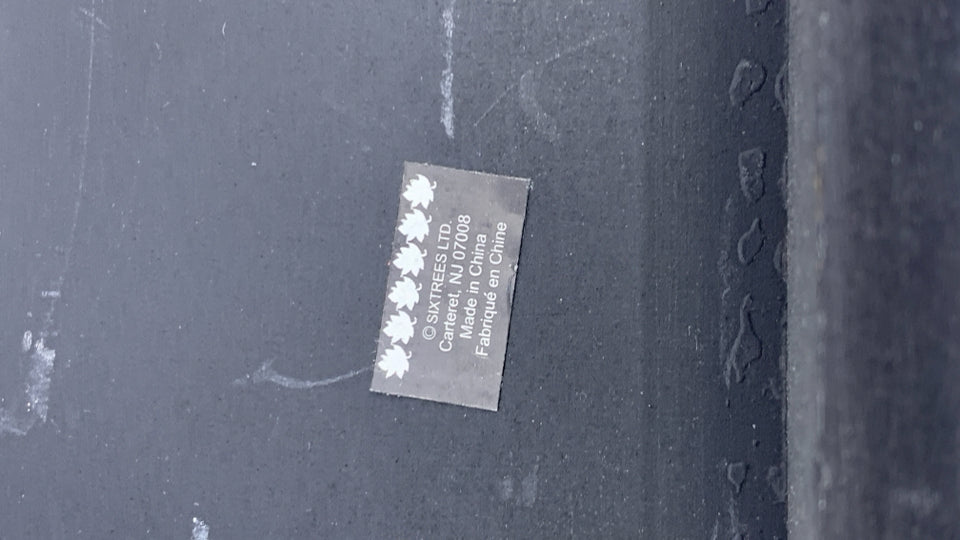 © SIXTREES LTD.
Carteret, NJ 07008
Made in China
Fabriqué en Chine